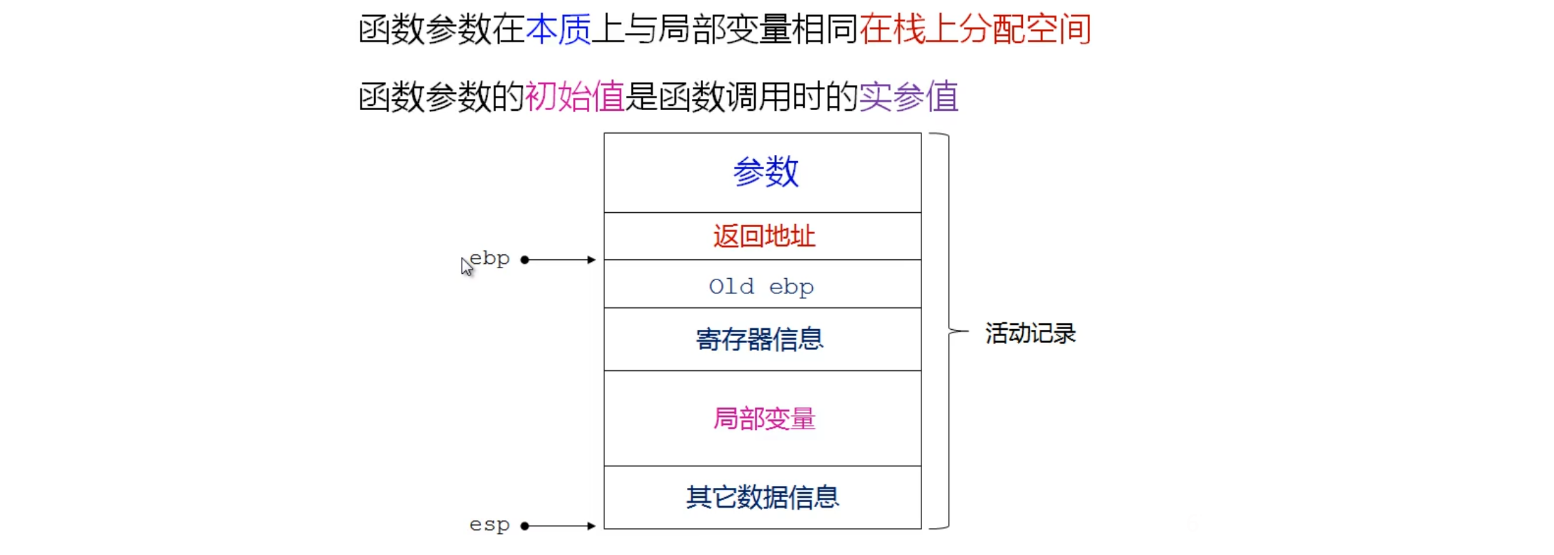 函数参数在本质上与局部变量相同在栈上分配空间
函数参数的初始值是函数调用时的实参值
参数
返回地址
ebp
Old ebp
寄存器信息
活动记录
局部变量
其它数据信息
esp